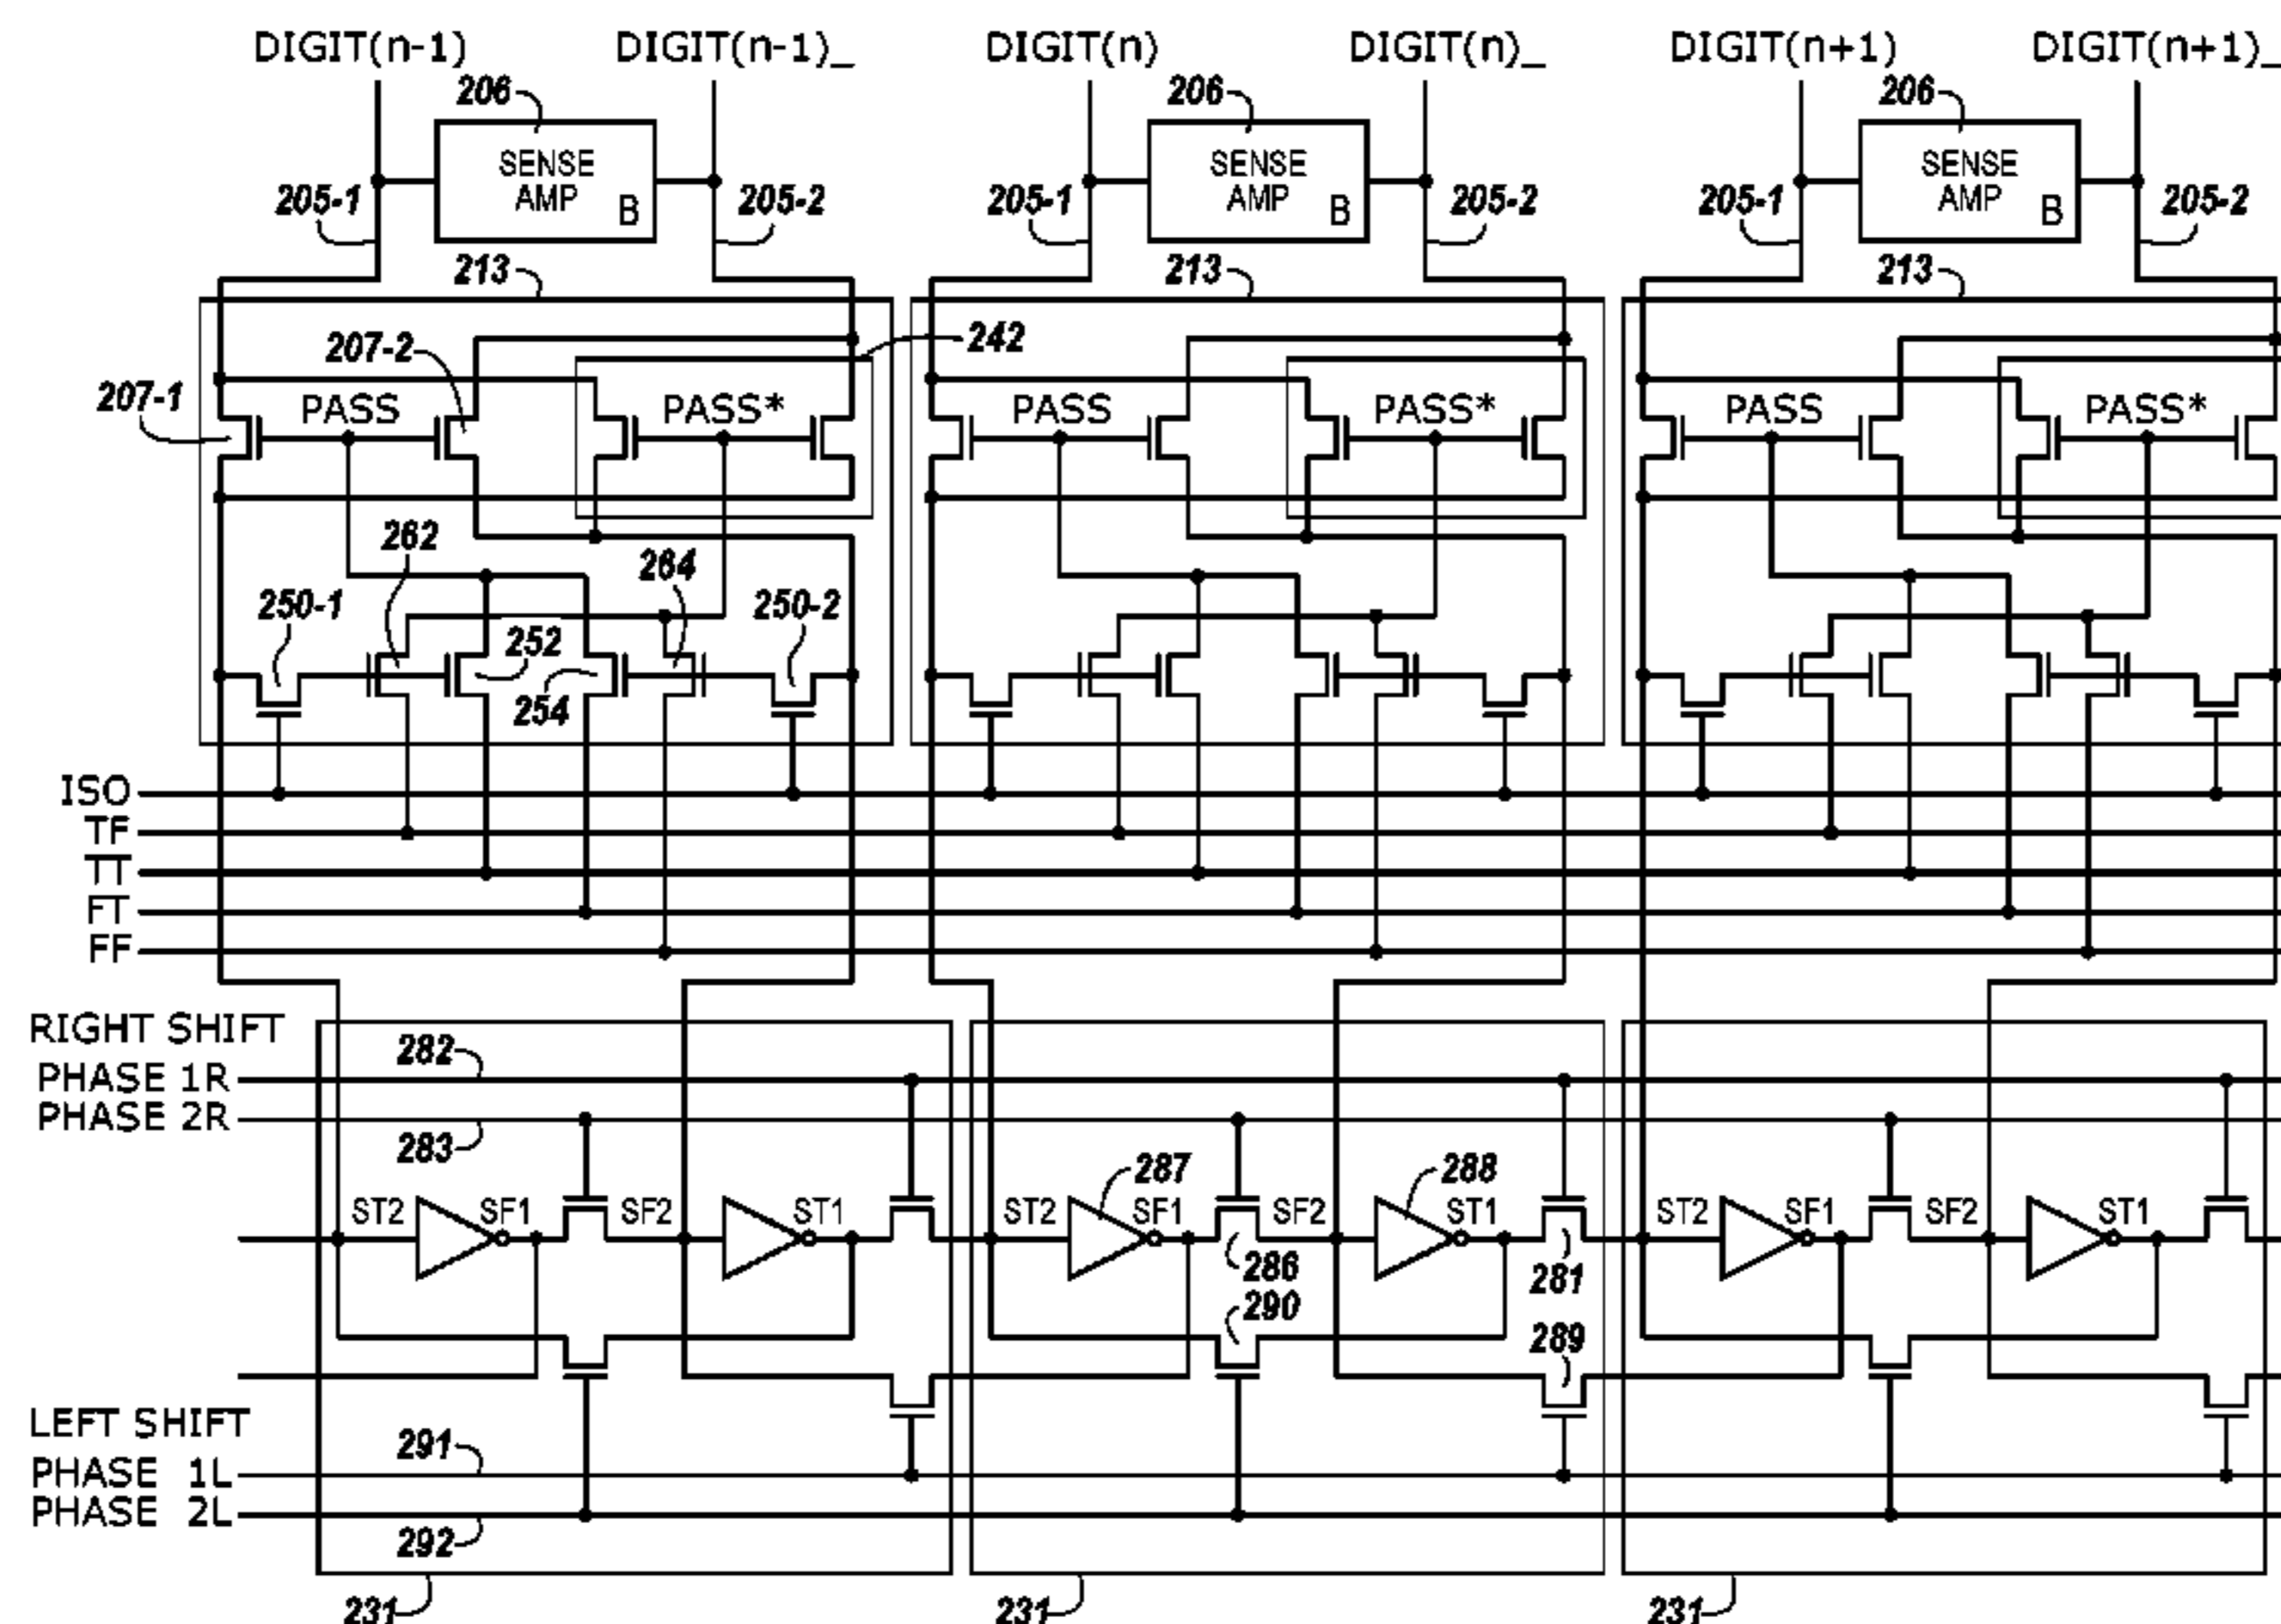 DIGIT(n-1) DIGIT(n-1)_ DIGIT(n) DIGIT(n)_ DIGIT(n+1) DIGIT(n+1)_
206 206 206
SENSE AMP B SENSE AMP B SENSE AMP B
205-1 205-2 205-1 205-2 205-1 205-2
213 213 213
207-2 242
207-1 PASS PASS* PASS PASS* PASS PASS*
262 264
250-1 250-2
252
254
ISO
TF
TT
FT
FF
RIGHT SHIFT
282
PHASE 1R
PHASE 2R
283
287 288
ST2 SF1 SF2 ST1 ST2 SF1 SF2 ST1 ST2 SF1 SF2 ST1
286 281
290
289
LEFT SHIFT
291
PHASE 1L
PHASE 2L
292
231 231 231